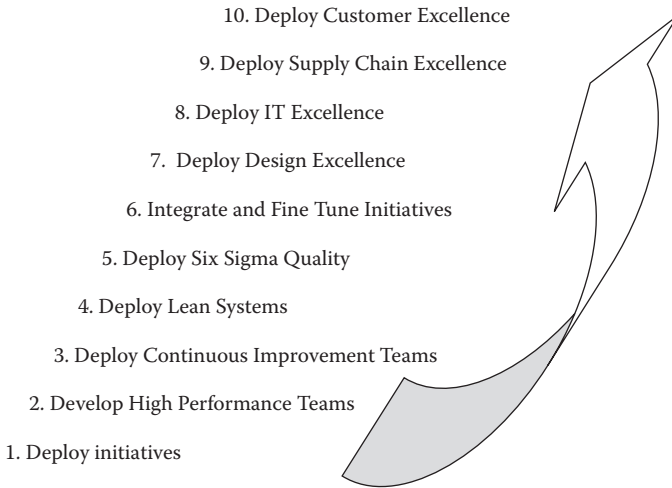 10. Deploy Customer Excellence
9. Deploy Supply Chain Excellence
8. Deploy IT Excellence
7. Deploy Design Excellence
6. Integrate and Fine Tune Initiatives
5. Deploy Six Sigma Quality
4. Deploy Lean Systems
3. Deploy Continuous Improvement Teams
2. Develop High Performance Teams
1. Deploy initiatives